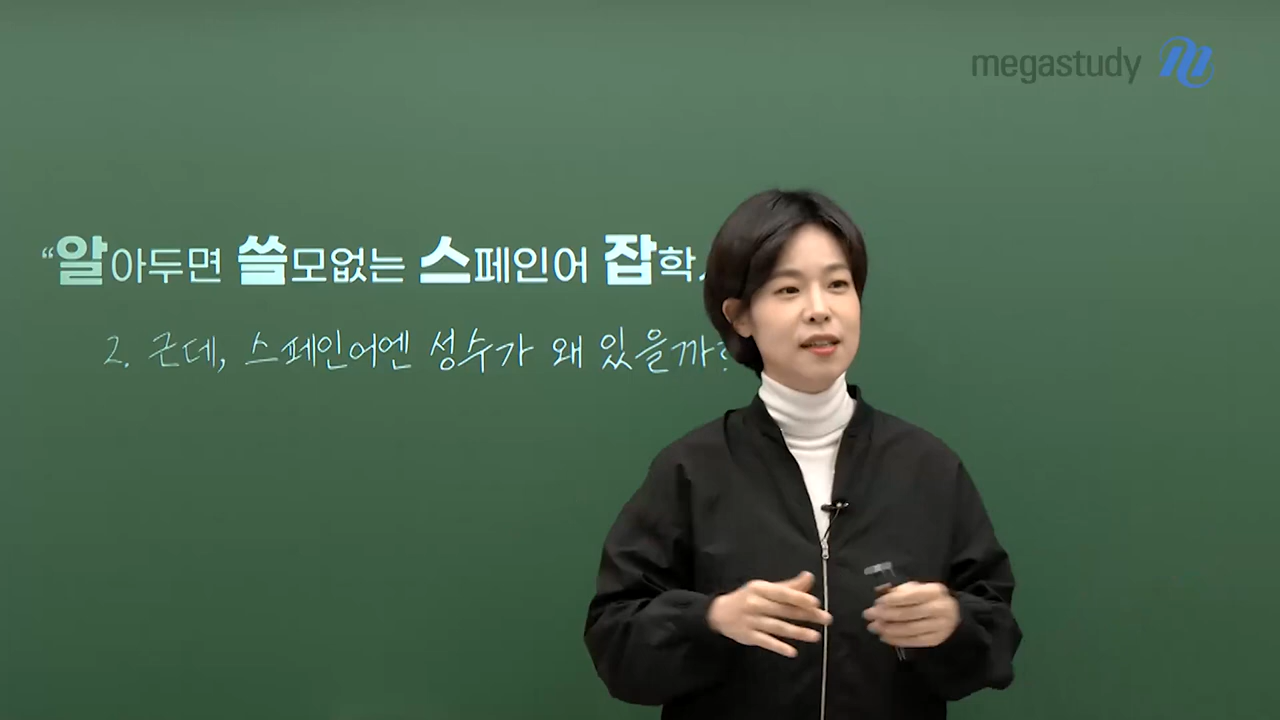 megastudy
“알아두면 쓸모없는 스페인어 잡학
2. 근데, 스페인어엔 성수가 왜 있을까?